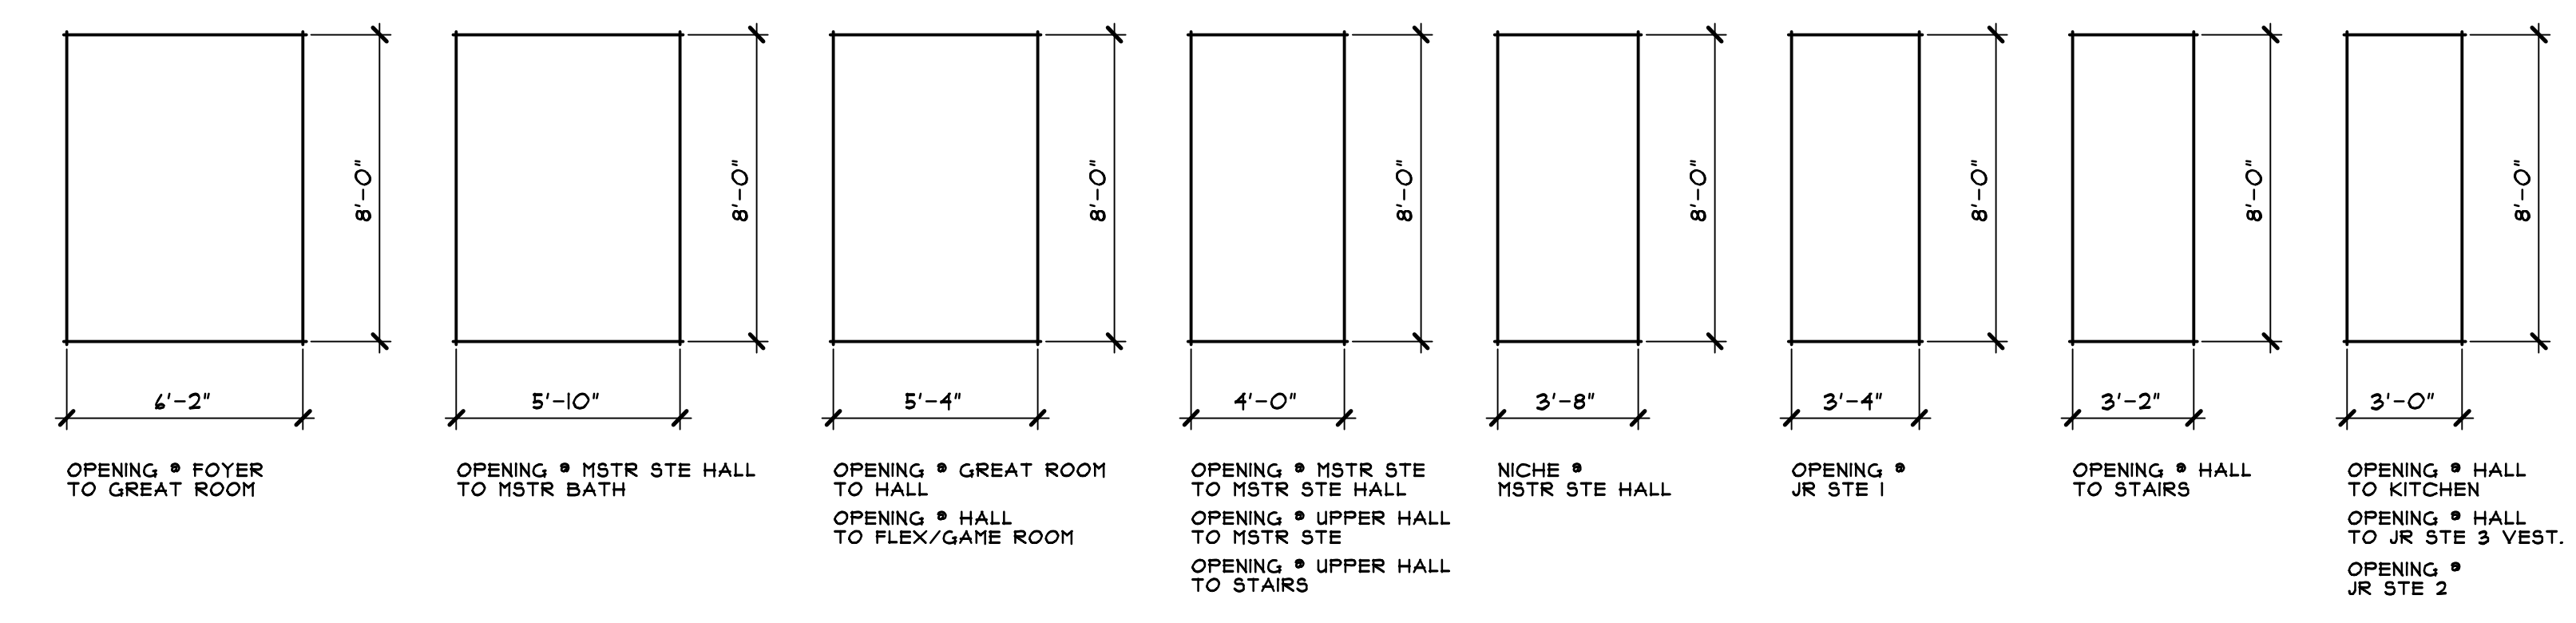 8'-0"
6'-2"
OPENING @ FOYER
TO GREAT ROOM
8'-0"
5'-10"
OPENING @ MSTR STE HALL
TO MSTR BATH
8'-0"
5'-4"
OPENING @ GREAT ROOM
TO HALL
OPENING @ HALL
TO FLEX/GAME ROOM
8'-0"
4'-0"
OPENING @ MSTR STE
TO MSTR STE HALL
OPENING @ UPPER HALL
TO MSTR STE
OPENING @ UPPER HALL
TO STAIRS
8'-0"
3'-8"
NICHE @
MSTR STE HALL
8'-0"
3'-4"
OPENING @
JR STE 1
8'-0"
3'-2"
OPENING @ HALL
TO STAIRS
8'-0"
3'-0"
OPENING @ HALL
TO KITCHEN
OPENING @ HALL
TO JR STE 3 VEST.
OPENING @
JR STE 2